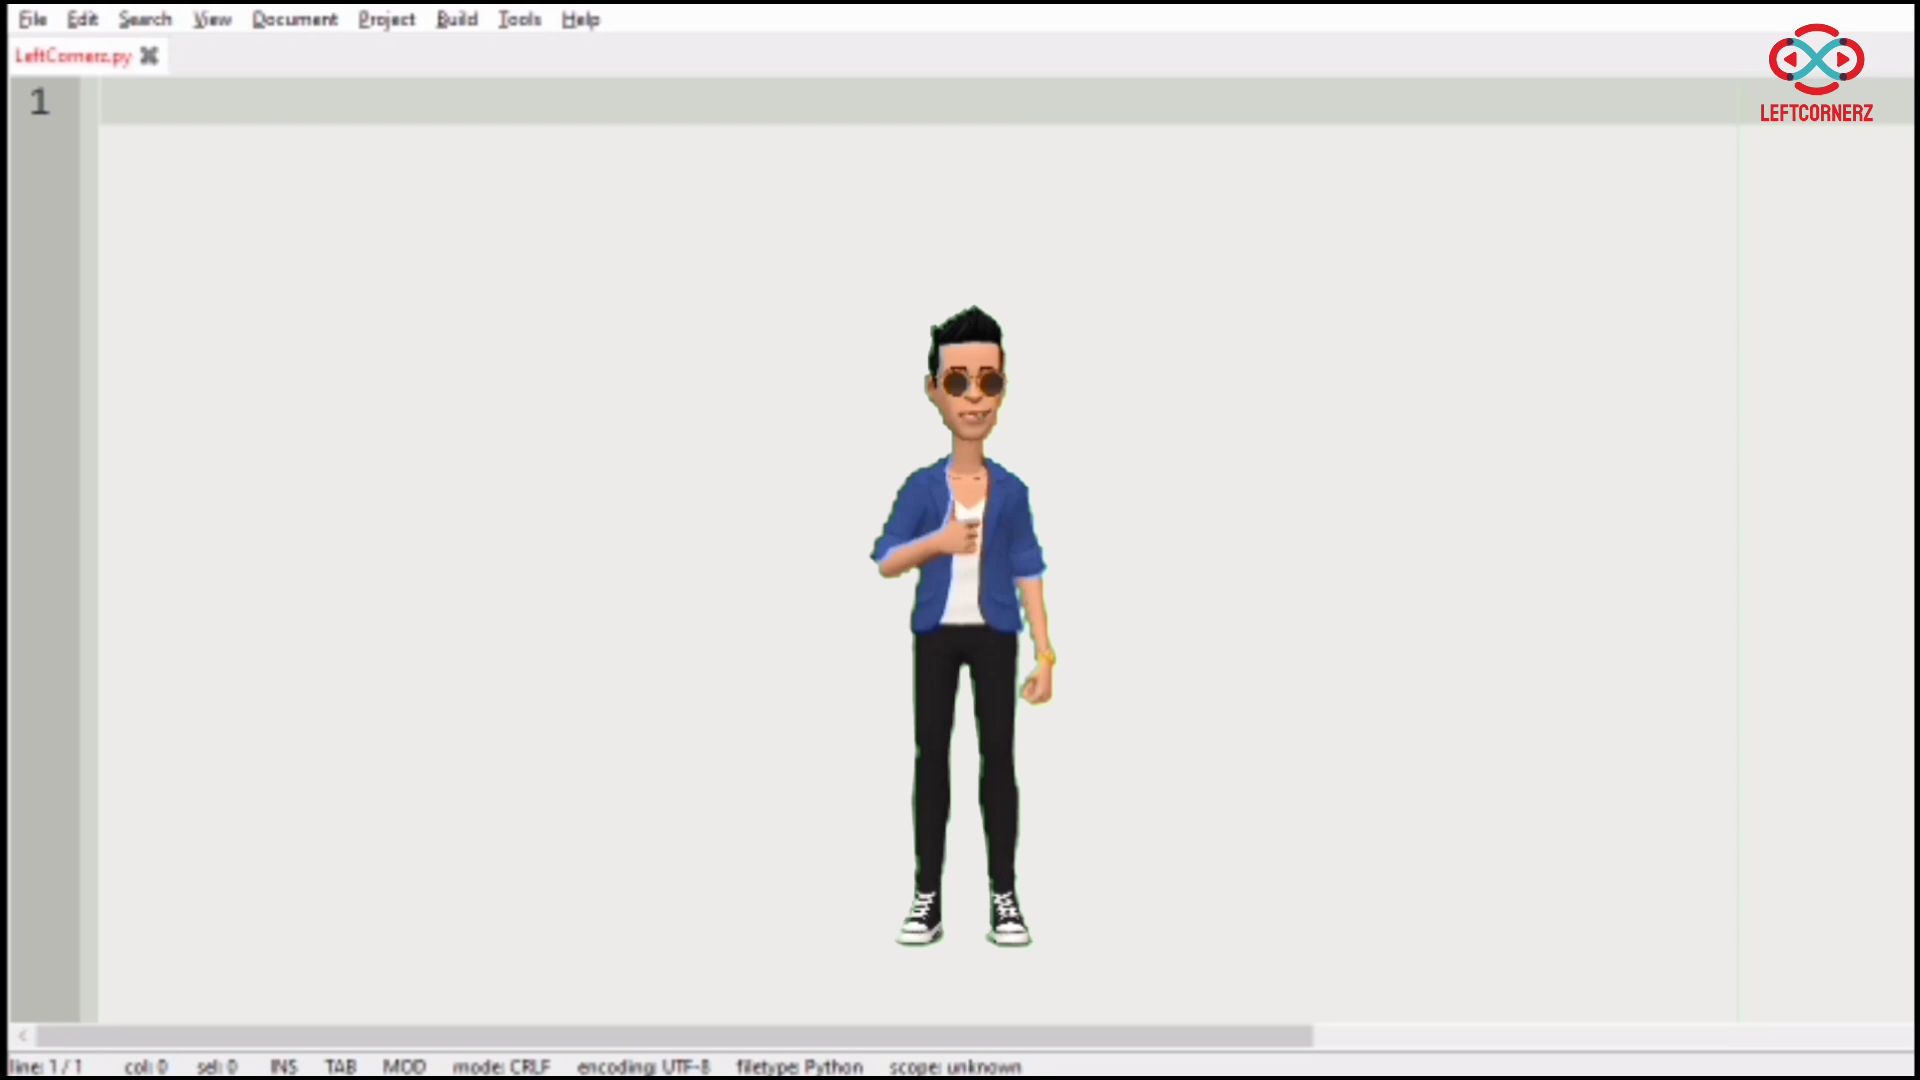 File Edit Search View Document Project Build Tools Help
LeftCornerz.py
LEFTCORNERZ
1
line: 1 / 1 col: 0 sel: 0 INS TAB MOD mode: CRLF encoding: UTF-8 filetype: Python scope: unknown